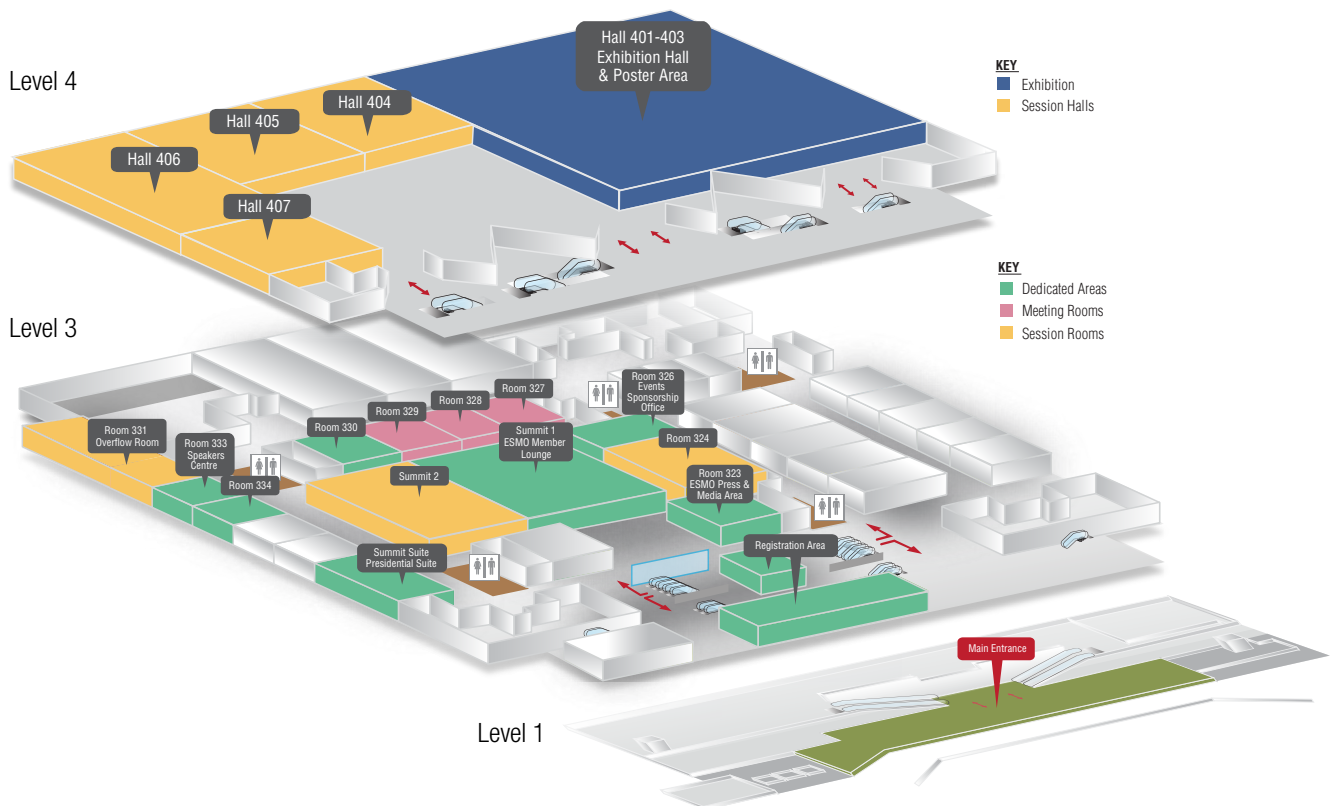 Level 4
Hall 401-403
Exhibition Hall
& Poster Area
Hall 404
Hall 405
Hall 406
Hall 407
KEY
Exhibition
Session Halls
Level 3
KEY
Dedicated Areas
Meeting Rooms
Session Rooms
Room 326
Events
Sponsorship
Office
Room 327
Room 328
Room 329
Room 330
Room 331
Overflow Room
Room 333
Speakers
Centre
Room 334
Summit 1
ESMO Member
Lounge
Room 324
Summit 2
Room 323
ESMO Press &
Media Area
Registration Area
Summit Suite
Presidential Suite
Main Entrance
Level 1